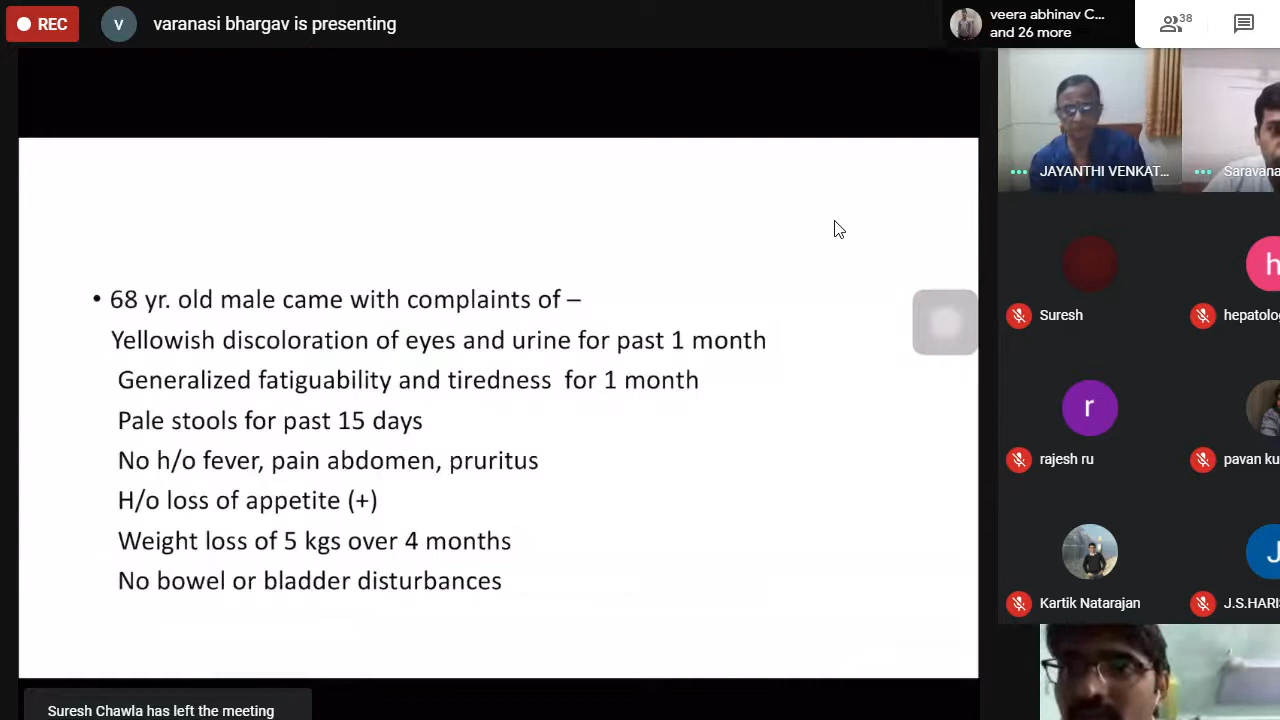 REC
v
varanasi bhargav is presenting
veera abhinav C...
and 26 more
38
JAYANTHI VENKAT...
Saravana
• 68 yr. old male came with complaints of –
Yellowish discoloration of eyes and urine for past 1 month
Generalized fatiguability and tiredness for 1 month
Pale stools for past 15 days
No h/o fever, pain abdomen, pruritus
H/o loss of appetite (+)
Weight loss of 5 kgs over 4 months
No bowel or bladder disturbances
h
Suresh
hepatolo
r
rajesh ru
pavan ku
J
Kartik Natarajan
J.S.HARI
Suresh Chawla has left the meeting